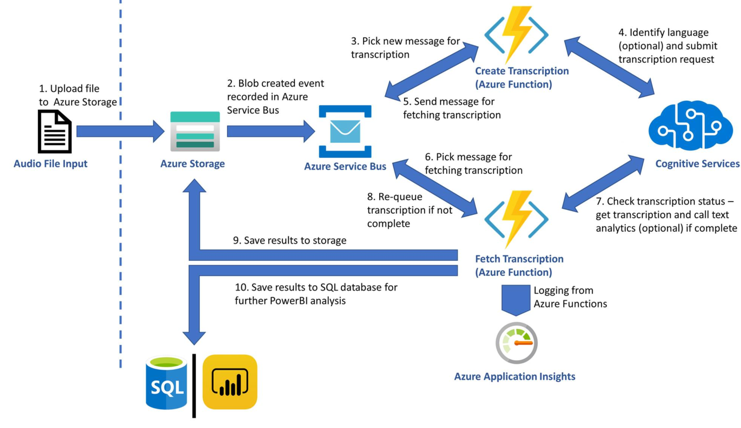 1. Upload file
to Azure Storage
Audio File Input
Azure Storage
2. Blob created event
recorded in Azure
Service Bus
Azure Service Bus
3. Pick new message for
transcription
Create Transcription
(Azure Function)
4. Identify language
(optional) and submit
transcription request
5. Send message for
fetching transcription
Cognitive Services
6. Pick message for
fetching transcription
7. Check transcription status –
get transcription and call text
analytics (optional) if complete
8. Re-queue
transcription if not
complete
Fetch Transcription
(Azure Function)
9. Save results to storage
10. Save results to SQL database for
further PowerBI analysis
Logging from
Azure Functions
SQL
Azure Application Insights